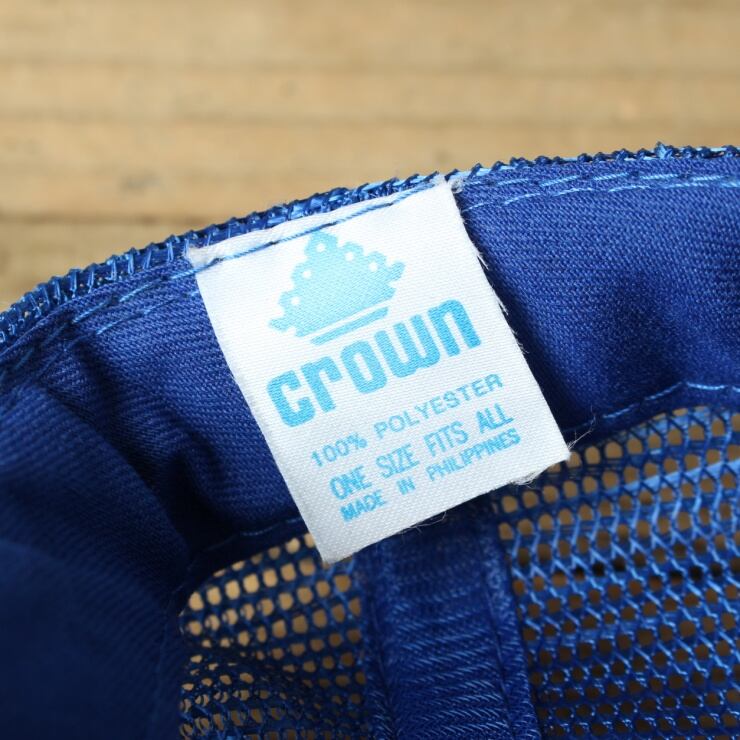 crown
100% POLYESTER
ONE SIZE FITS ALL
MADE IN PHILIPPINES